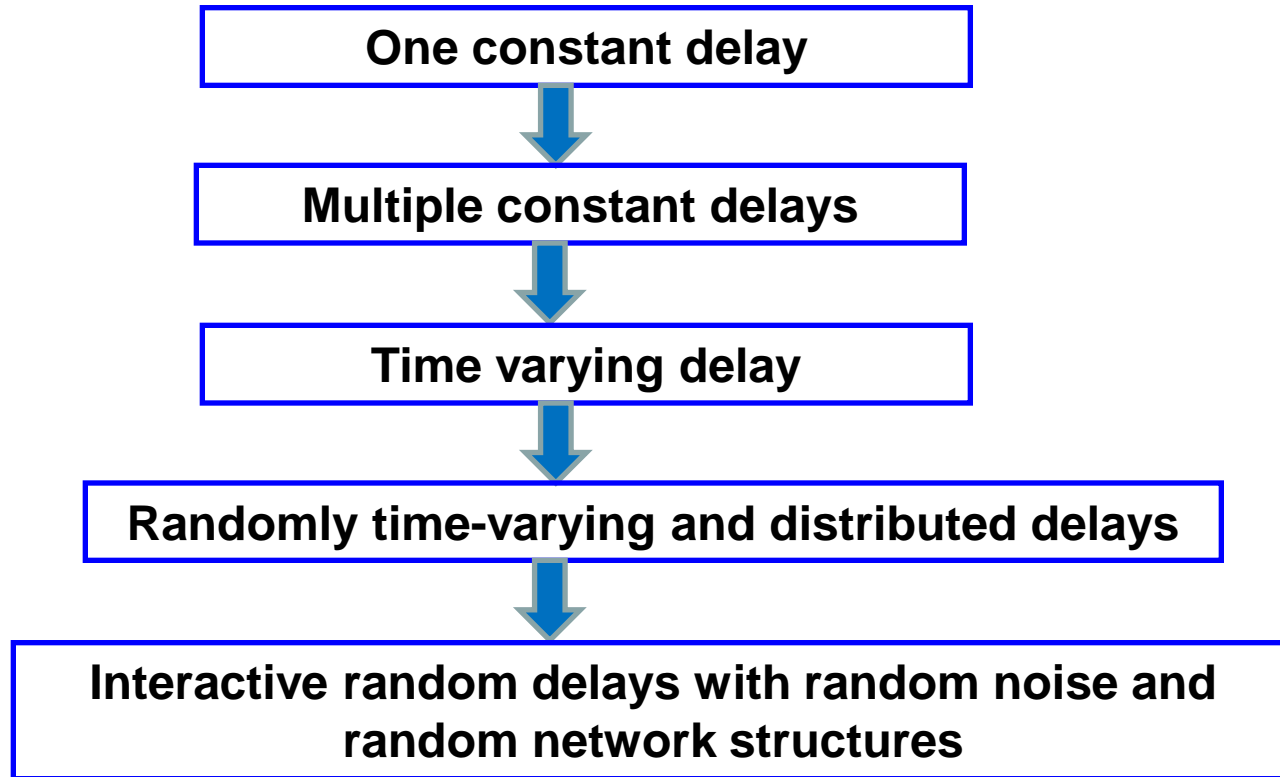 One constant delay
Multiple constant delays
Time varying delay
Randomly time-varying and distributed delays
Interactive random delays with random noise and
random network structures